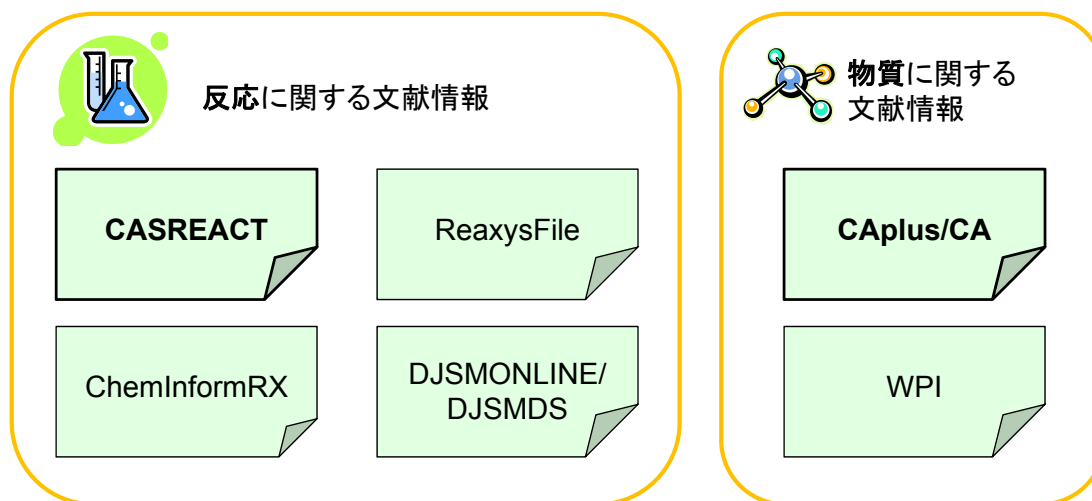 反応に関する文献情報
CASREACT
ReaxysFile
ChemInformRX
DJSMONLINE/
DJSMDS
物質に関する
文献情報
CAplus/CA
WPI